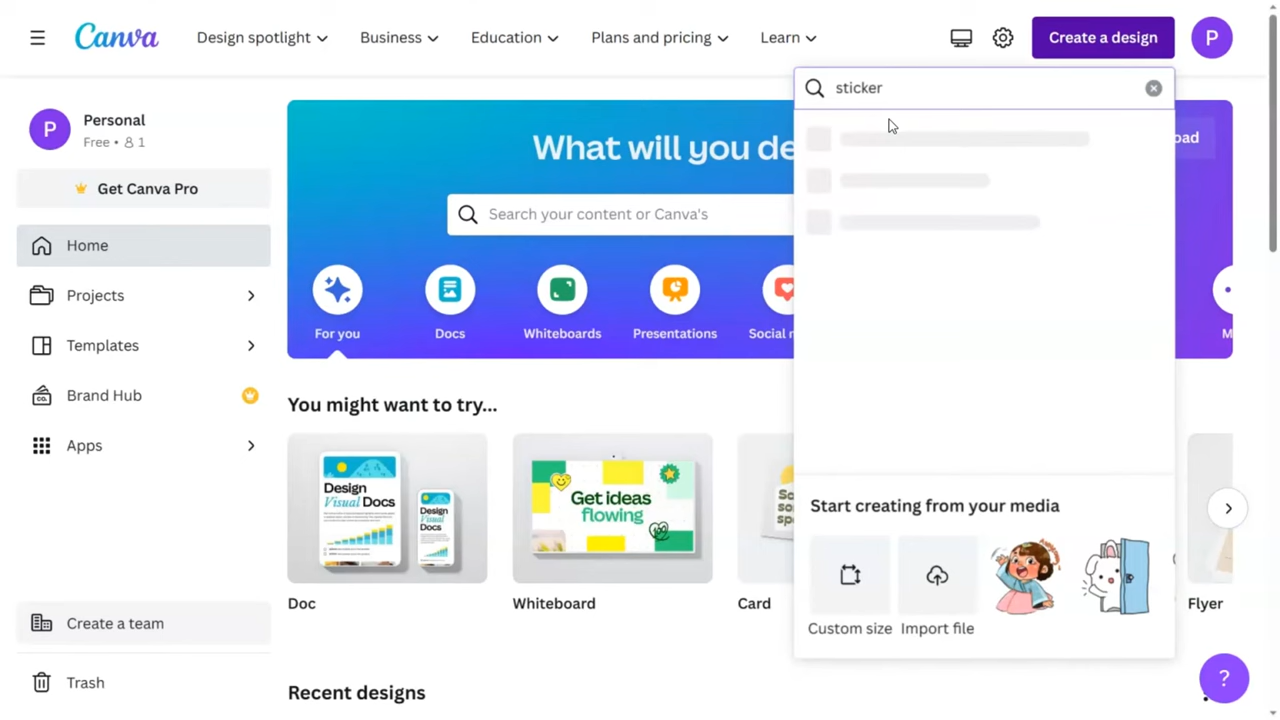 Canva
Design spotlight
Business
Education
Plans and pricing
Learn
Create a design
P
sticker
P
Personal
Free • 1
Get Canva Pro
Home
Projects
Templates
Brand Hub
Apps
Create a team
Trash
What will you de
Search your content or Canva's
For you
Docs
Whiteboards
Presentations
Social
M
You might want to try...
Design
Visual Docs
Design
Visual
Docs
Get ideas
flowing
Doc
Whiteboard
Card
Flyer
Recent designs
Start creating from your media
Custom size
Import file
?